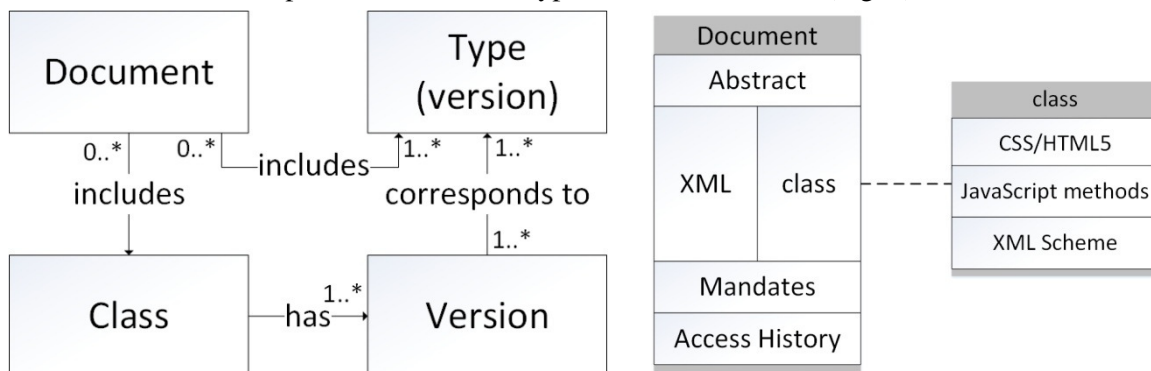 Document
Type
(version)
0..*
0..*
includes
1..*
1..*
includes
corresponds to
1..*
Class
has
1..*
Version
Document
Abstract
XML
class
Mandates
Access History
class
CSS/HTML5
JavaScript methods
XML Scheme